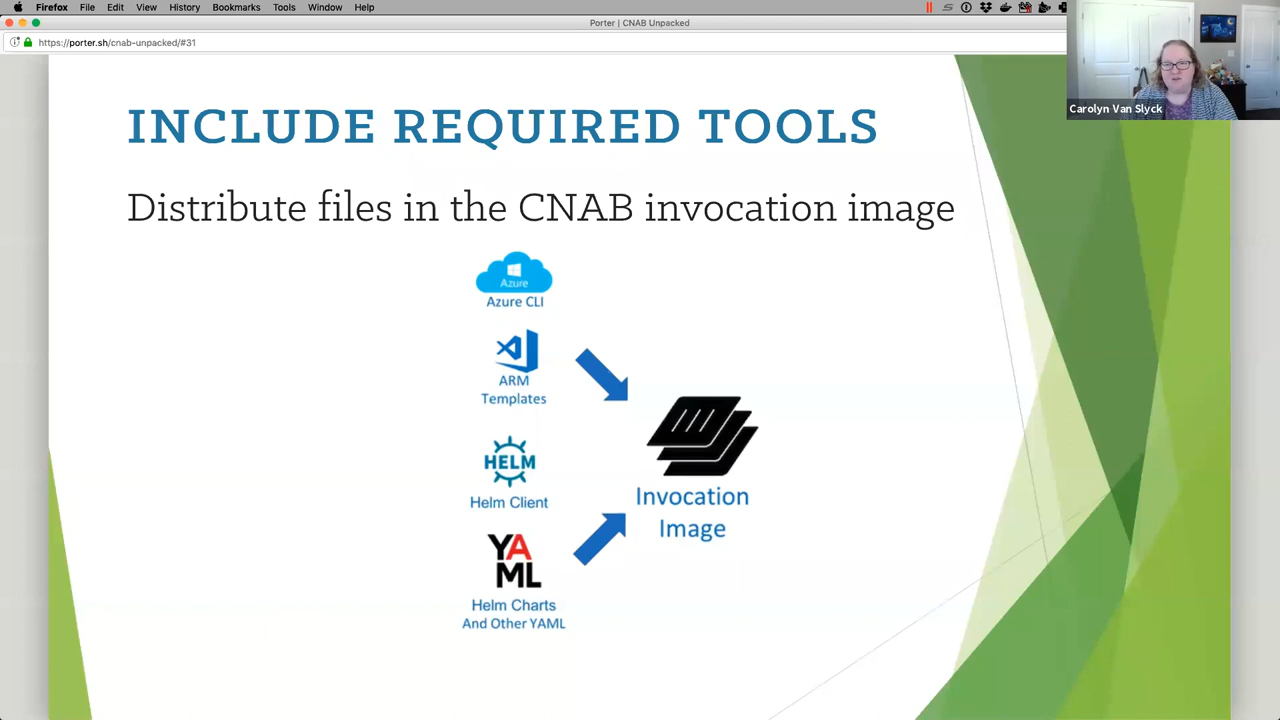 Firefox File Edit View History Bookmarks Tools Window Help
Porter | CNAB Unpacked
https://porter.sh/cnab-unpacked/#31
Carolyn Van Slyck
INCLUDE REQUIRED TOOLS
Distribute files in the CNAB invocation image
Azure
Azure CLI
ARM
Templates
HELM
Helm Client
YA
ML
Helm Charts
And Other YAML
Invocation
Image